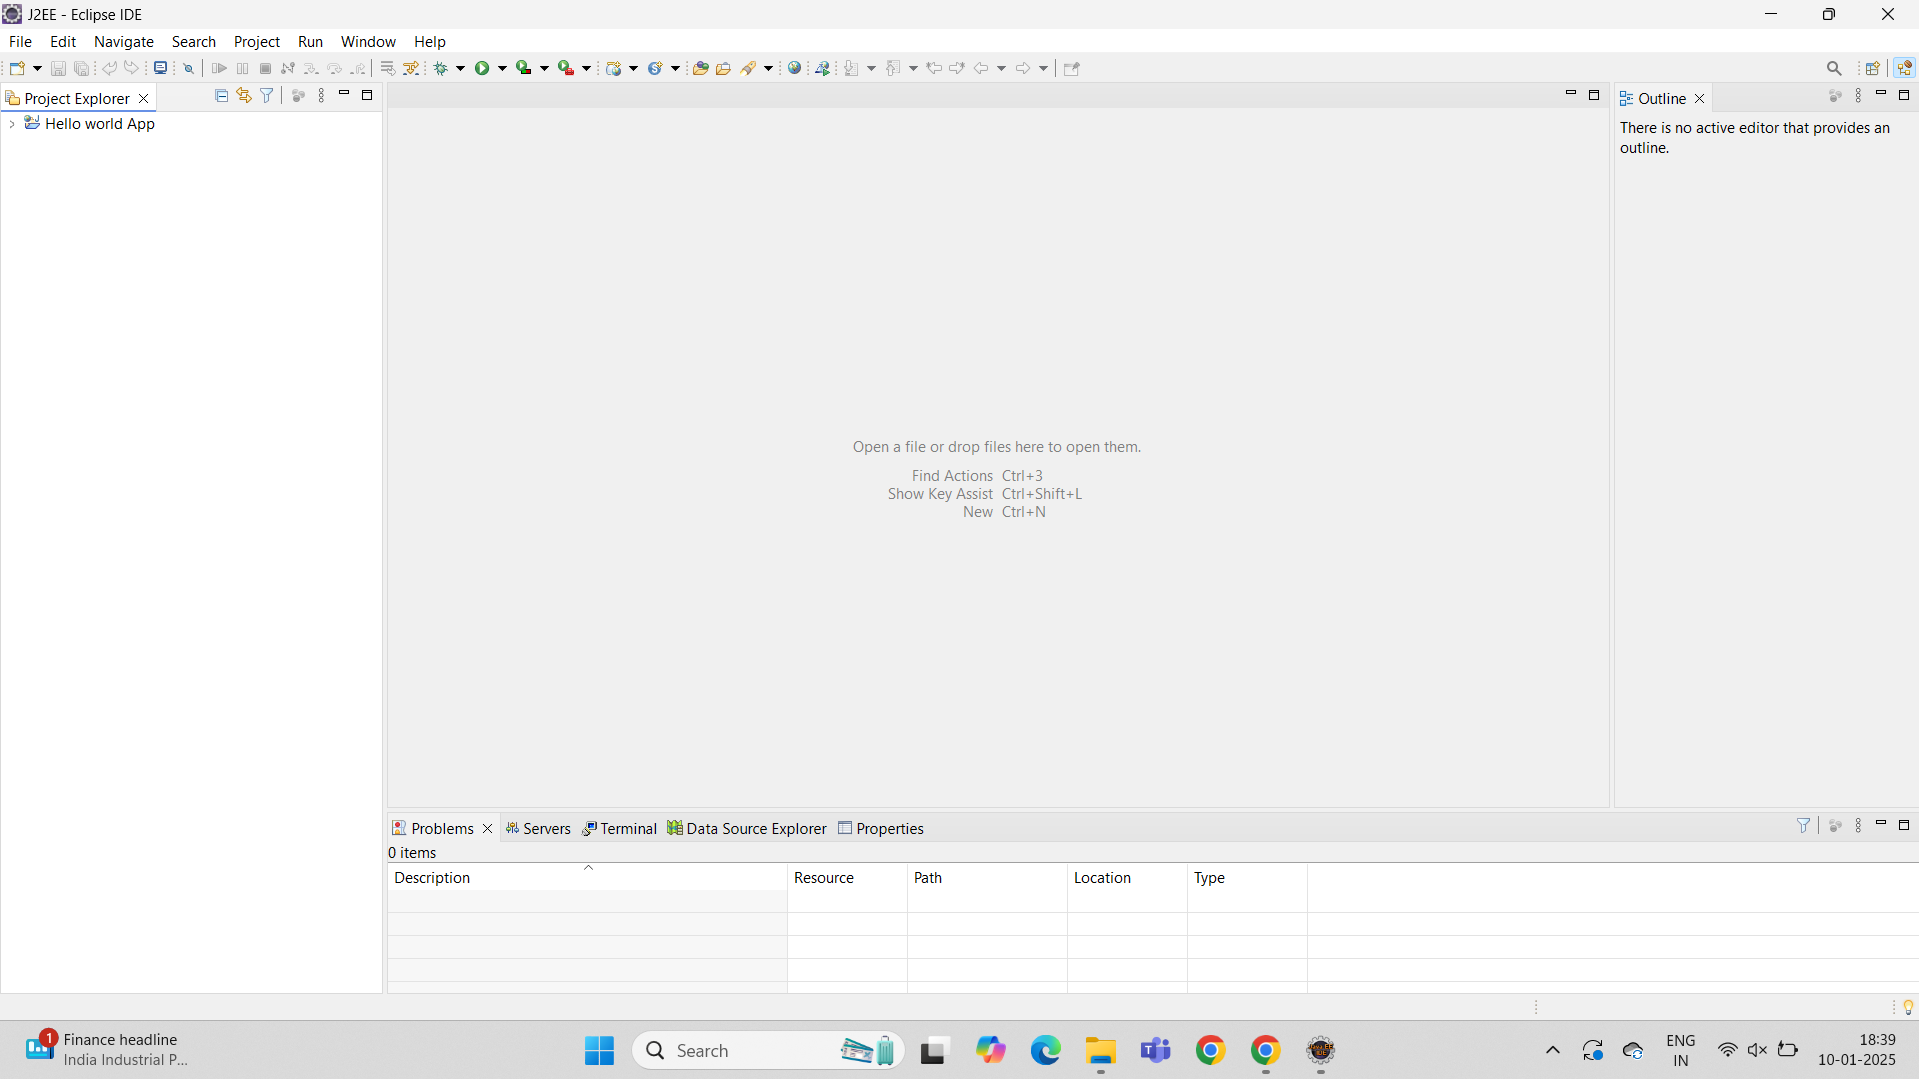 J2EE - Eclipse IDE
File Edit Navigate Search Project Run Window Help
Project Explorer
Hello world App
Open a file or drop files here to open them.
Find Actions Ctrl+3
Show Key Assist Ctrl+Shift+L
New Ctrl+N
Outline
There is no active editor that provides an
outline.
Problems Servers Terminal Data Source Explorer Properties
0 items
Description Resource Path Location Type
1
Finance headline
India Industrial P...
Search
ENG
IN
18:39
10-01-2025